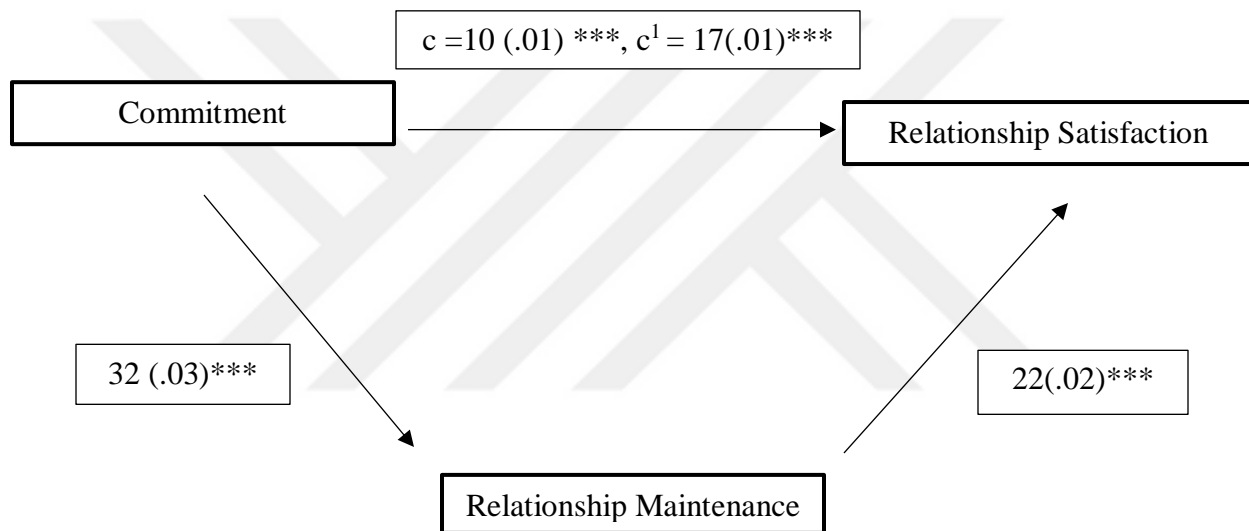 c =10 (.01) ***, c¹ = 17(.01)***
Commitment
Relationship Satisfaction
32 (.03)***
22(.02)***
Relationship Maintenance